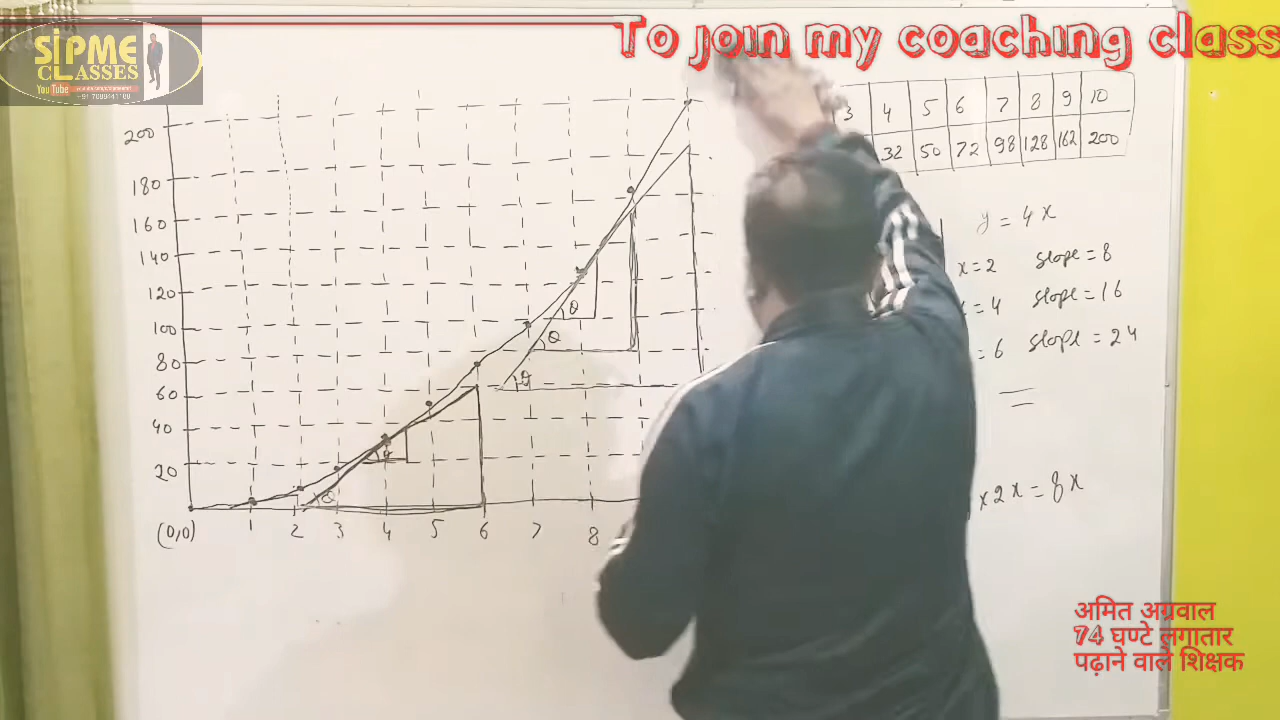 To join my coaching class
SiPME
CLASSES
YouTube
3 4 5 6 7 8 9 10
32 50 72 98 128 162 200
200
180
160
140
120
100
80
60
40
20
(0,0) 1 2 3 4 5 6 7 8
θ
θ
θ
θ
θ
y = 4x
x=2 slope=8
= 4 slope=16
= 6 slope = 24
x2x=8x
अमित अग्रवाल
74 घण्टे लगातार
पढ़ाने वाले शिक्षक